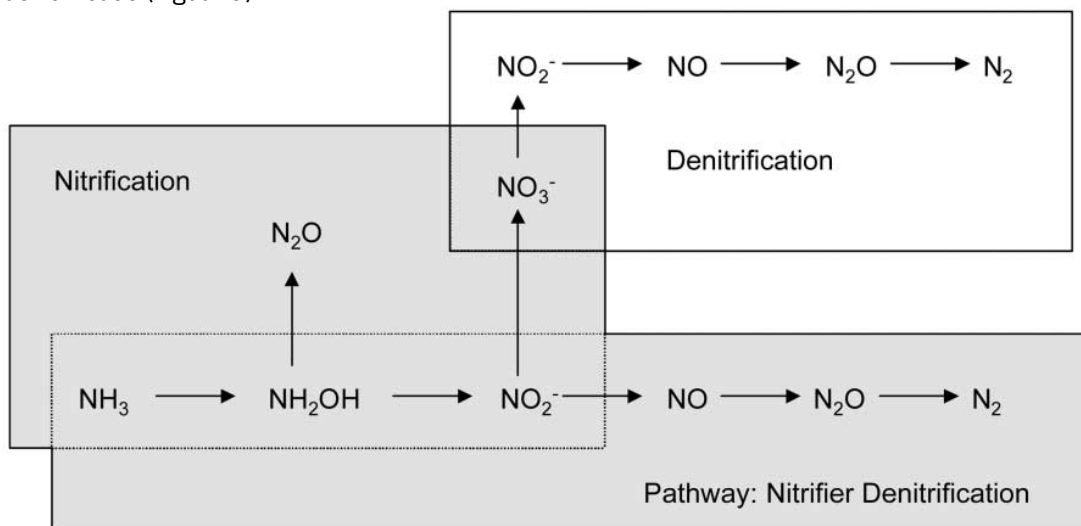 NO₂⁻ → NO → N₂O → N₂
Denitrification
Nitrification
NO₃⁻
N₂O
NH₃ → NH₂OH → NO₂⁻ → NO → N₂O → N₂
Pathway: Nitrifier Denitrification